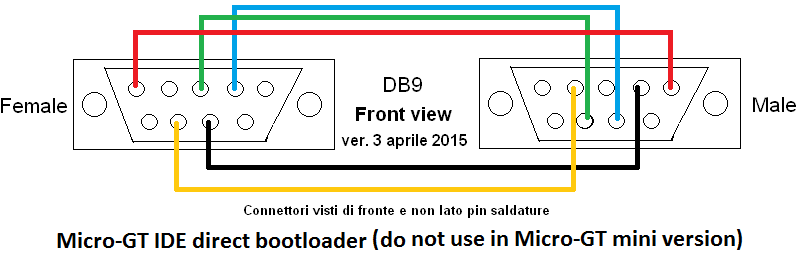 DB9
Female
Front view
Male
ver. 3 aprile 2015
Connettori visti di fronte e non lato pin saldature
Micro-GT IDE direct bootloader (do not use in Micro-GT mini version)